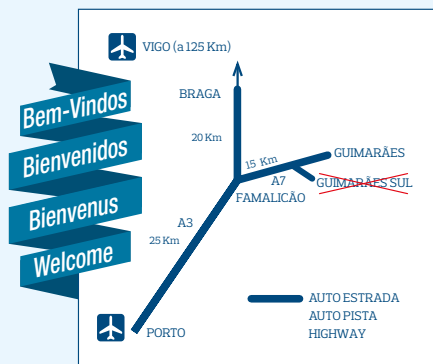 VIGO (a 125 Km)
Bem-Vindos
Bienvenidos
Bienvenus
Welcome
BRAGA
20 Km
15 Km
GUIMARÃES
A7
GUIMARÃES SUL
FAMALICÃO
A3
25 Km
PORTO
AUTO ESTRADA
AUTO PISTA
HIGHWAY